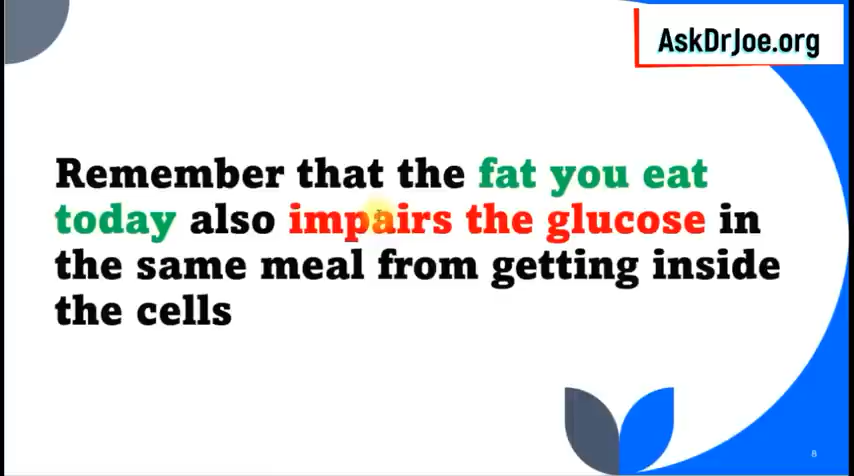 AskDrJoe.org
Remember that the fat you eat
today also impairs the glucose in
the same meal from getting inside
the cells
8